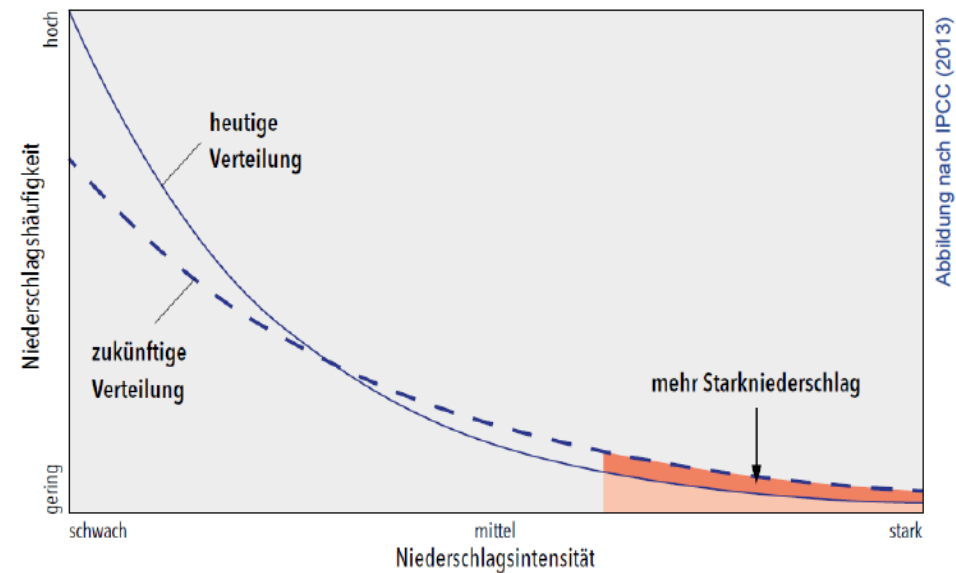 hoch
Niederschlagshäufigkeit
gering
heutige
Verteilung
zukünftige
Verteilung
mehr Starkniederschlag
schwach
mittel
stark
Niederschlagsintensität
Abbildung nach IPCC (2013)